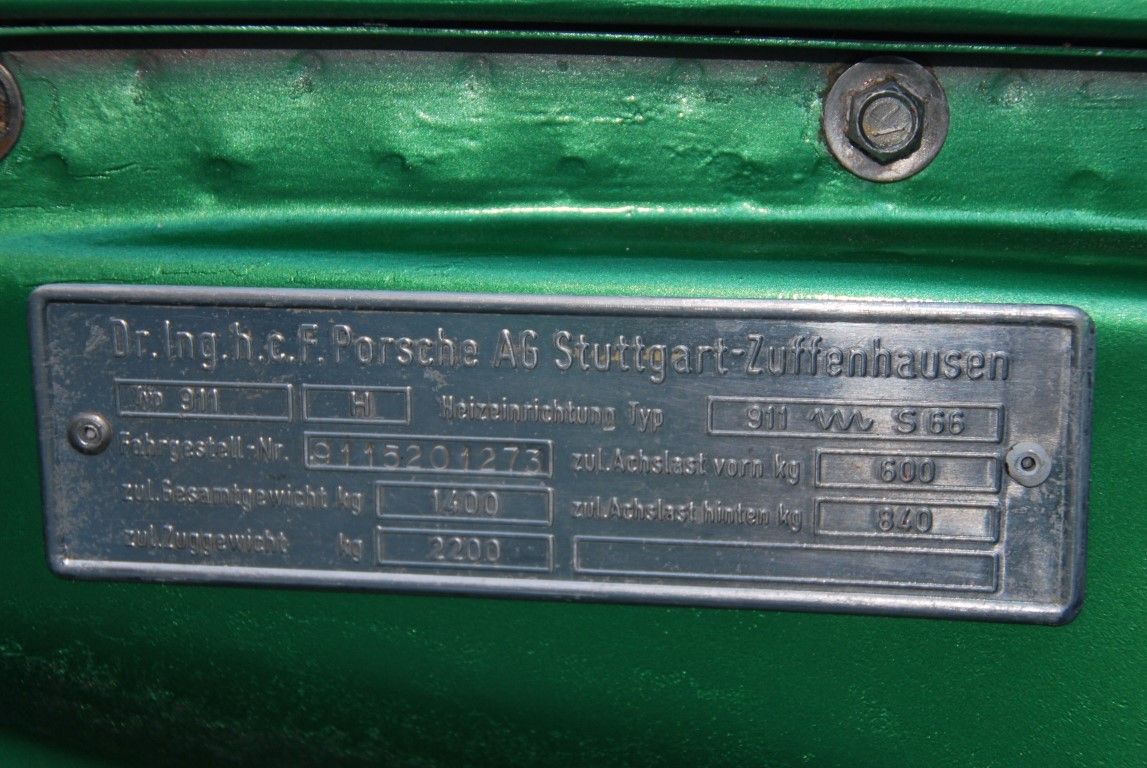 Dr. Ing. h. c. F. Porsche AG Stuttgart-Zuffenhausen
Typ 911 H Heizeinrichtung Typ 911 S 66
Fahrgestell-Nr. 9115201273 zul. Achslast vorn kg 600
zul. Gesamtgewicht kg 1400 zul. Achslast hinten kg 840
zul. Zuggewicht kg 2200